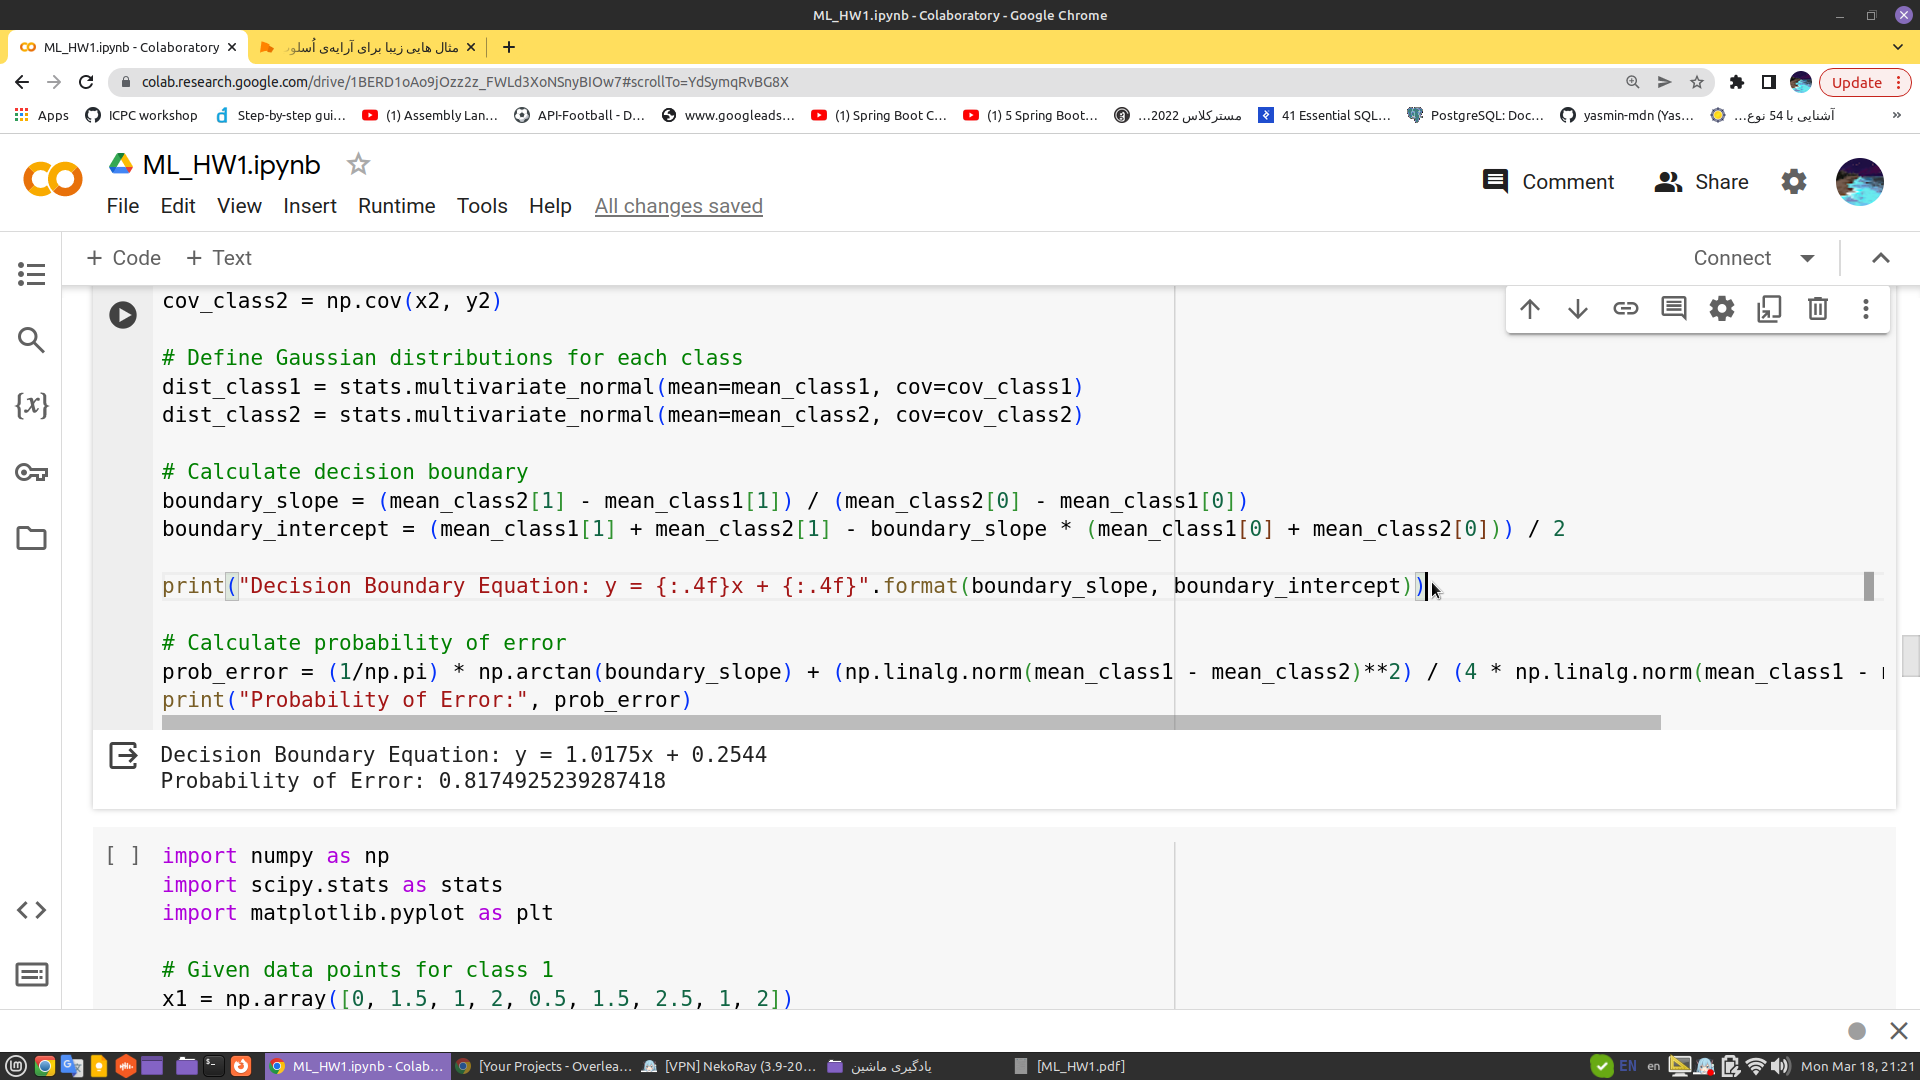 ML_HW1.ipynb - Colaboratory - Google Chrome
ML_HW1.ipynb - Colaboratory
مثال هایی زیبا برای آرایه‌ی اُسلوب
colab.research.google.com/drive/1BERD1oAo9jOzz2z_FWLd3XoNSnyBIOw7#scrollTo=YdSymqRvBG8X
Update
Apps
ICPC workshop
Step-by-step gui...
(1) Assembly Lan...
API-Football - D...
www.googleads...
(1) Spring Boot C...
(1) 5 Spring Boot...
مسترکلاس 2022...
41 Essential SQL...
PostgreSQL: Doc...
yasmin-mdn (Yas...
آشنایی با 54 نوع...
»
ML_HW1.ipynb
Comment
Share
File Edit View Insert Runtime Tools Help All changes saved
+ Code + Text
Connect
cov_class2 = np.cov(x2, y2)
# Define Gaussian distributions for each class
dist_class1 = stats.multivariate_normal(mean=mean_class1, cov=cov_class1)
dist_class2 = stats.multivariate_normal(mean=mean_class2, cov=cov_class2)
# Calculate decision boundary
boundary_slope = (mean_class2[1] - mean_class1[1]) / (mean_class2[0] - mean_class1[0])
boundary_intercept = (mean_class1[1] + mean_class2[1] - boundary_slope * (mean_class1[0] + mean_class2[0])) / 2
print("Decision Boundary Equation: y = {:.4f}x + {:.4f}".format(boundary_slope, boundary_intercept))
# Calculate probability of error
prob_error = (1/np.pi) * np.arctan(boundary_slope) + (np.linalg.norm(mean_class1 - mean_class2)**2) / (4 * np.linalg.norm(mean_class1 -
print("Probability of Error:", prob_error)
Decision Boundary Equation: y = 1.0175x + 0.2544
Probability of Error: 0.8174925239287418
[ ]
import numpy as np
import scipy.stats as stats
import matplotlib.pyplot as plt
# Given data points for class 1
x1 = np.array([0, 1.5, 1, 2, 0.5, 1.5, 2.5, 1, 2])
ML_HW1.ipynb - Colab...
[Your Projects - Overlea...
[VPN] NekoRay (3.9-20...
یادگیری ماشین
[ML_HW1.pdf]
EN
en
Mon Mar 18, 21:21